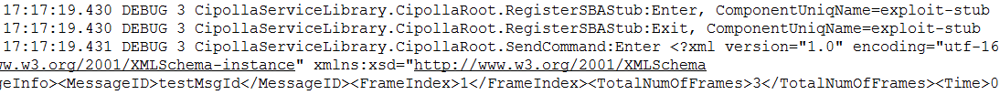 17:17:19.430 DEBUG 3 CipollaServiceLibrary.CipollaRoot.RegisterSBAStub:Enter, ComponentUniqName=exploit-stub
17:17:19.430 DEBUG 3 CipollaServiceLibrary.CipollaRoot.RegisterSBAStub:Exit, ComponentUniqName=exploit-stub
17:17:19.431 DEBUG 3 CipollaServiceLibrary.CipollaRoot.SendCommand:Enter <?xml version="1.0" encoding="utf-16
w.w3.org/2001/XMLSchema-instance" xmlns:xsd="http://www.w3.org/2001/XMLSchema
geInfo><MessageID>testMsgId</MessageID><FrameIndex>1</FrameIndex><TotalNumOfFrames>3</TotalNumOfFrames><Time>0